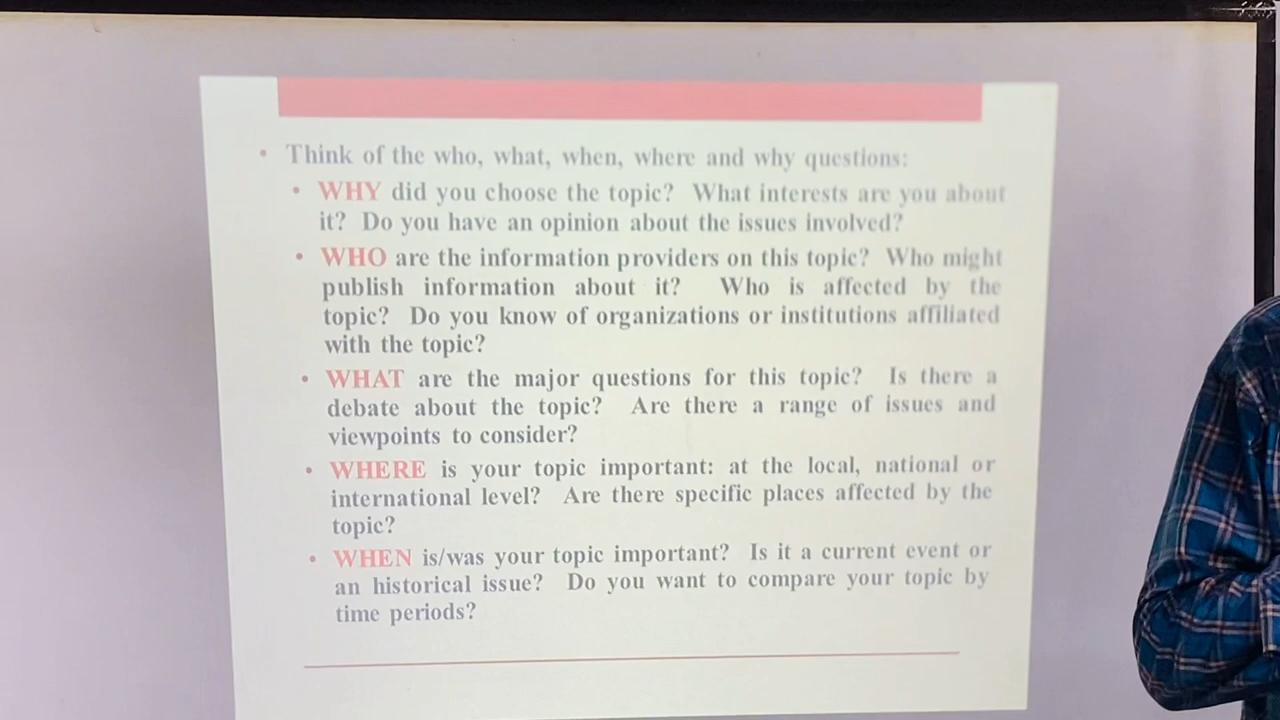 • Think of the who, what, when, where and why questions:
• WHY did you choose the topic? What interests are you about
it? Do you have an opinion about the issues involved?
• WHO are the information providers on this topic? Who might
publish information about it? Who is affected by the
topic? Do you know of organizations or institutions affiliated
with the topic?
• WHAT are the major questions for this topic? Is there a
debate about the topic? Are there a range of issues and
viewpoints to consider?
• WHERE is your topic important: at the local, national or
international level? Are there specific places affected by the
topic?
• WHEN is/was your topic important? Is it a current event or
an historical issue? Do you want to compare your topic by
time periods?